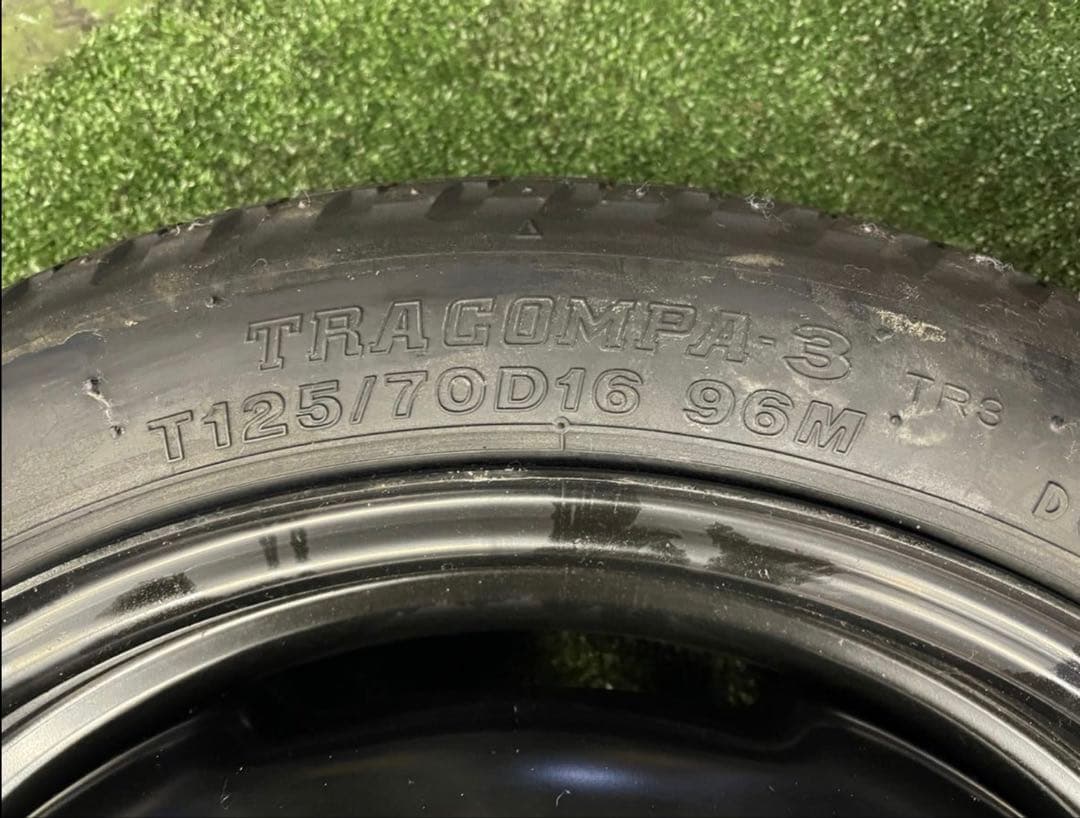 TRACOMPA-3
T125/70D16 96M
TR3
D